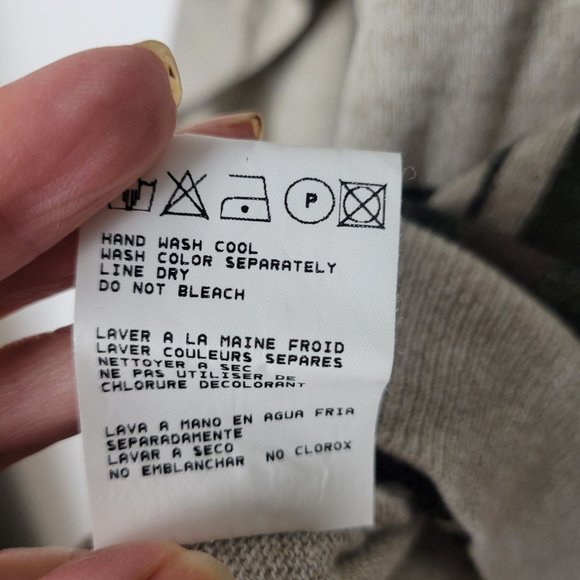 P
HAND WASH COOL
WASH COLOR SEPARATELY
LINE DRY
DO NOT BLEACH
LAVER A LA MAINE FROID
LAVER COULEURS SEPARES
NETTOYER A SEC
NE PAS UTILISER DE
CHLORURE DECOLORANT
LAVA A MANO EN AGUA FRIA
SEPARADAMENTE
LAVAR A SECO
NO EMBLANCHAR NO CLOROX